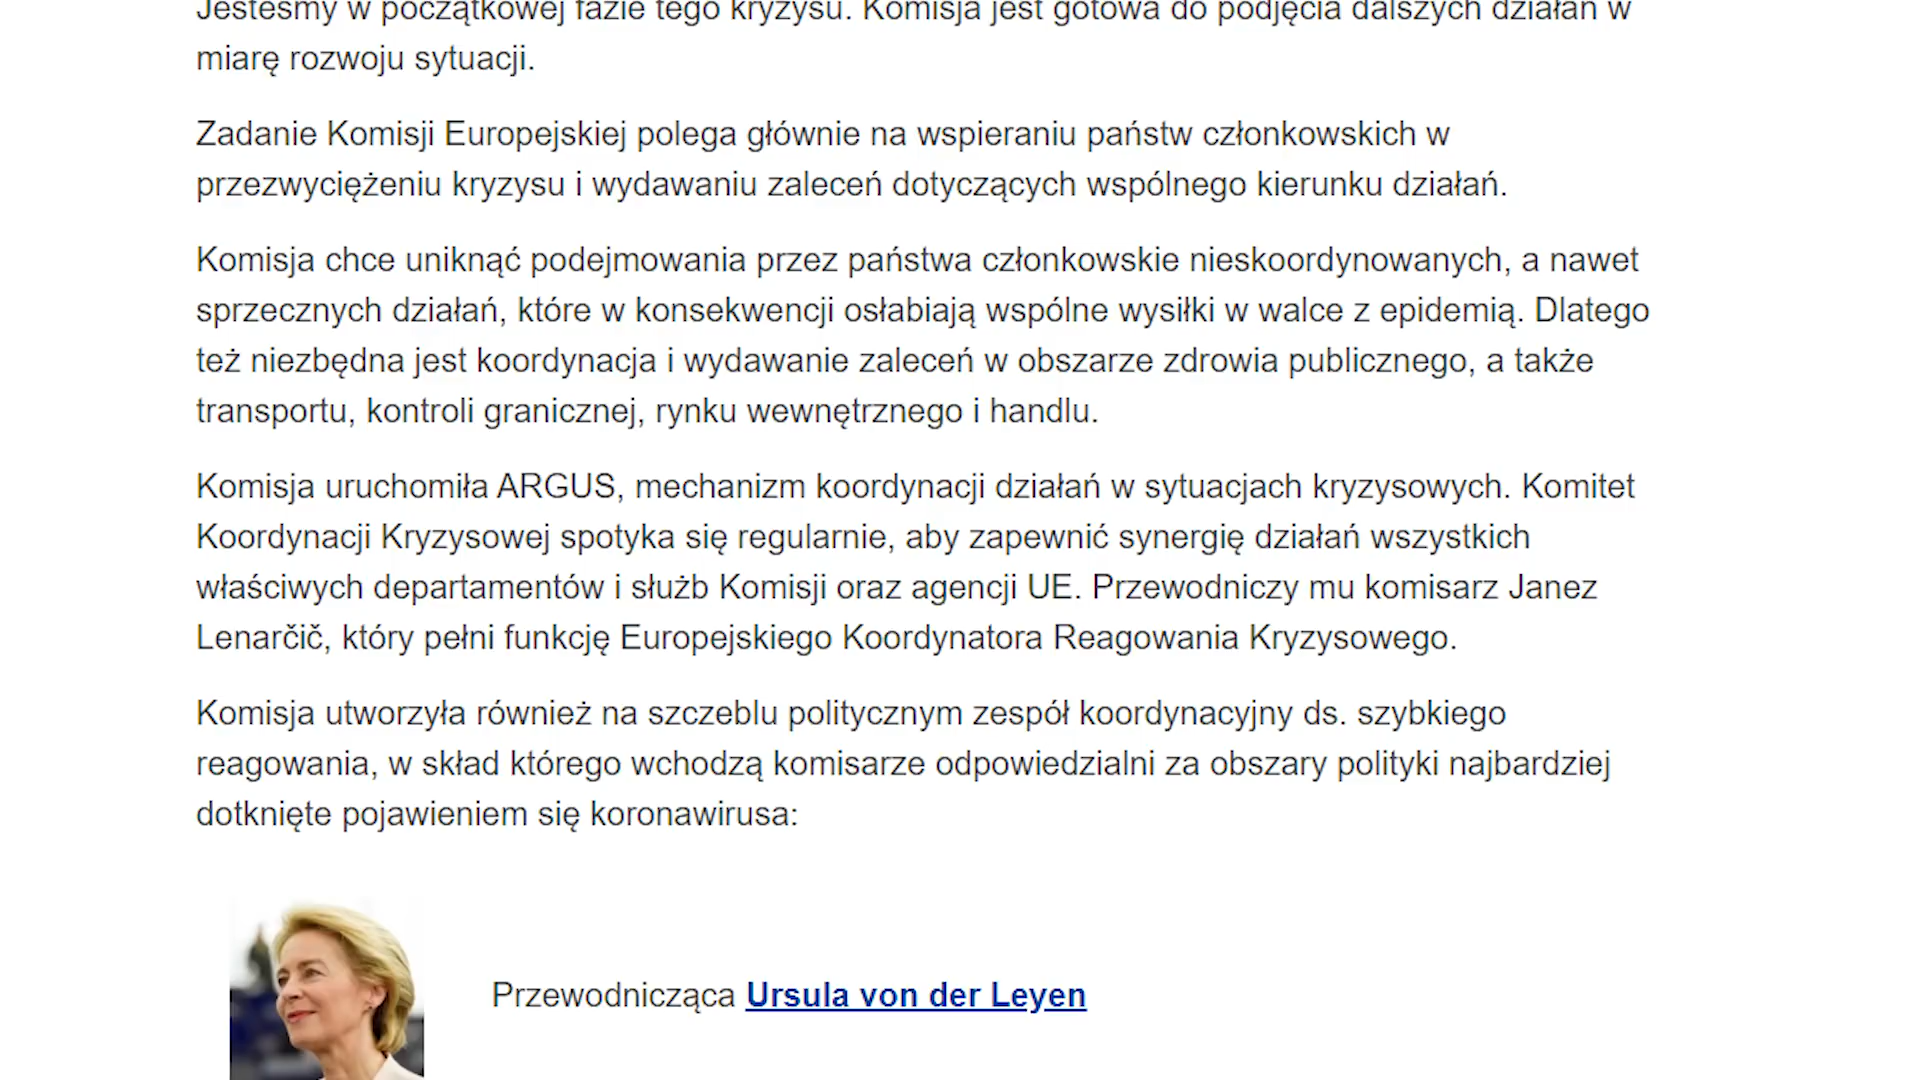 Jesteśmy w początkowej fazie tego kryzysu. Komisja jest gotowa do podjęcia dalszych działań w
miarę rozwoju sytuacji.
Zadanie Komisji Europejskiej polega głównie na wspieraniu państw członkowskich w
przezwyciężeniu kryzysu i wydawaniu zaleceń dotyczących wspólnego kierunku działań.
Komisja chce uniknąć podejmowania przez państwa członkowskie nieskoordynowanych, a nawet
sprzecznych działań, które w konsekwencji osłabiają wspólne wysiłki w walce z epidemią. Dlatego
też niezbędna jest koordynacja i wydawanie zaleceń w obszarze zdrowia publicznego, a także
transportu, kontroli granicznej, rynku wewnętrznego i handlu.
Komisja uruchomiła ARGUS, mechanizm koordynacji działań w sytuacjach kryzysowych. Komitet
Koordynacji Kryzysowej spotyka się regularnie, aby zapewnić synergię działań wszystkich
właściwych departamentów i służb Komisji oraz agencji UE. Przewodniczy mu komisarz Janez
Lenarčič, który pełni funkcję Europejskiego Koordynatora Reagowania Kryzysowego.
Komisja utworzyła również na szczeblu politycznym zespół koordynacyjny ds. szybkiego
reagowania, w skład którego wchodzą komisarze odpowiedzialni za obszary polityki najbardziej
dotknięte pojawieniem się koronawirusa:
Przewodnicząca Ursula von der Leyen